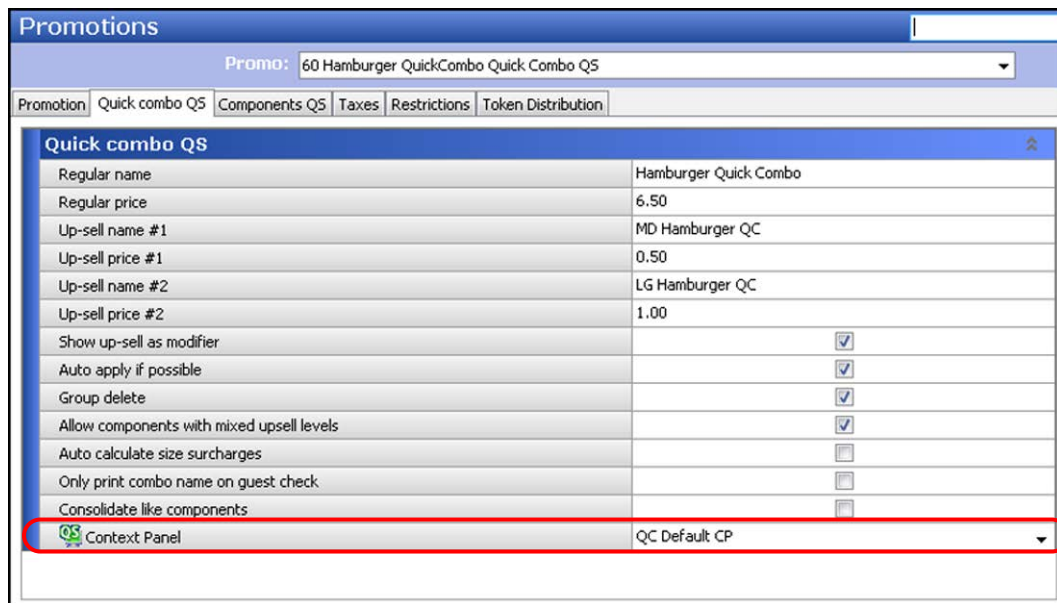 Promotions
Promo: 60 Hamburger QuickCombo Quick Combo QS
Promotion Quick combo QS Components QS Taxes Restrictions Token Distribution
Quick combo QS
Regular name Hamburger Quick Combo
Regular price 6.50
Up-sell name #1 MD Hamburger QC
Up-sell price #1 0.50
Up-sell name #2 LG Hamburger QC
Up-sell price #2 1.00
Show up-sell as modifier
Auto apply if possible
Group delete
Allow components with mixed upsell levels
Auto calculate size surcharges
Only print combo name on guest check
Consolidate like components
QS Context Panel QC Default CP